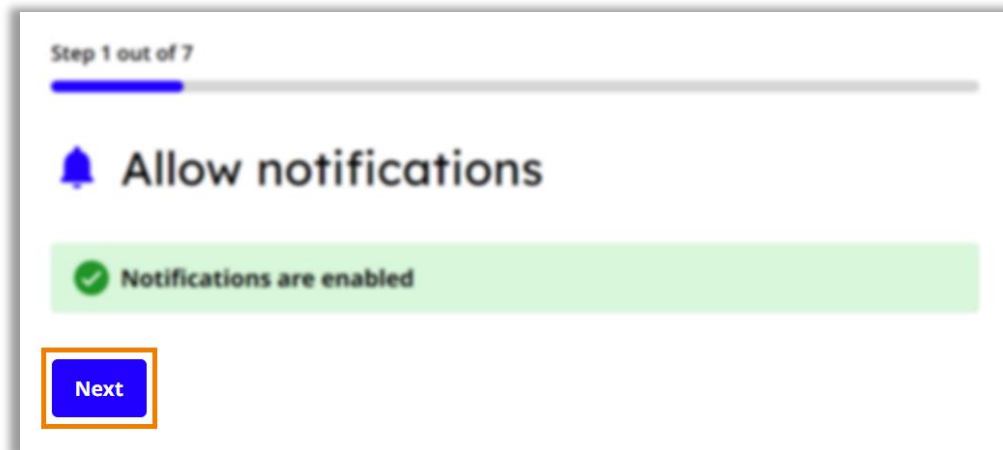 Step 1 out of 7
Allow notifications
Notifications are enabled
Next